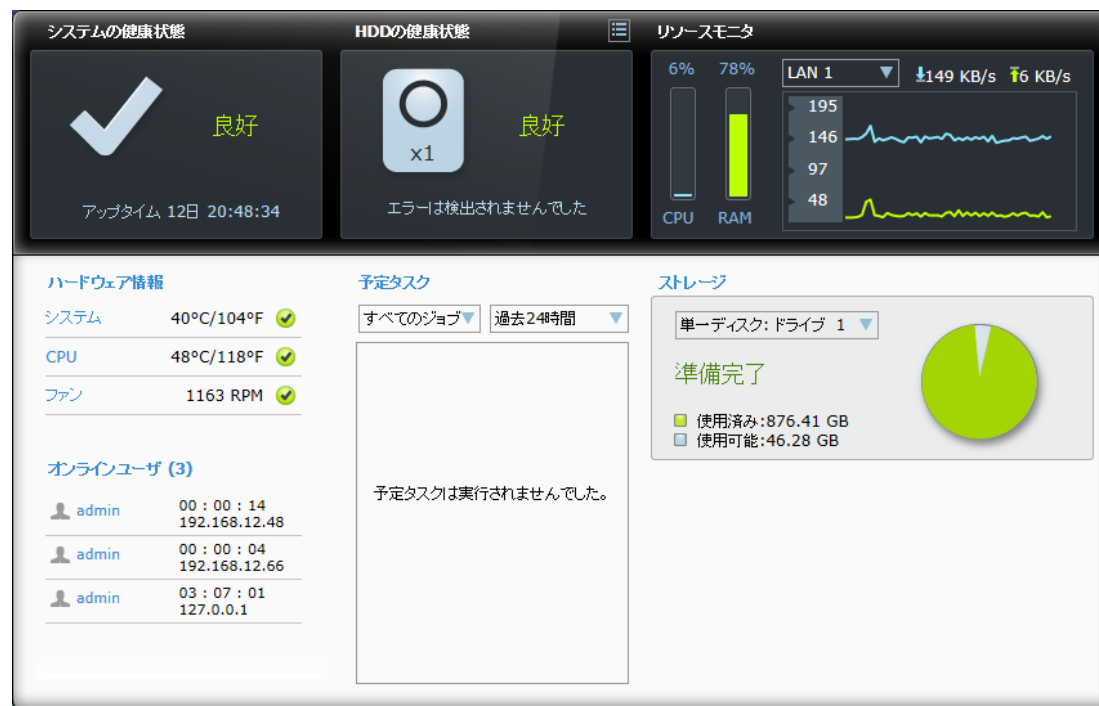 システムの健康状態
良好
アップタイム 12日 20:48:34
HDDの健康状態
x1
良好
エラーは検出されませんでした
リソースモニタ
6% 78%
CPU RAM
LAN 1
149 KB/s 6 KB/s
195
146
97
48
ハードウェア情報
システム 40°C/104°F
CPU 48°C/118°F
ファン 1163 RPM
オンラインユーザ (3)
admin 00 : 00 : 14
192.168.12.48
admin 00 : 00 : 04
192.168.12.66
admin 03 : 07 : 01
127.0.0.1
予定タスク
すべてのジョブ 過去24時間
予定タスクは実行されませんでした。
ストレージ
単一ディスク: ドライブ 1
準備完了
使用済み:876.41 GB
使用可能:46.28 GB